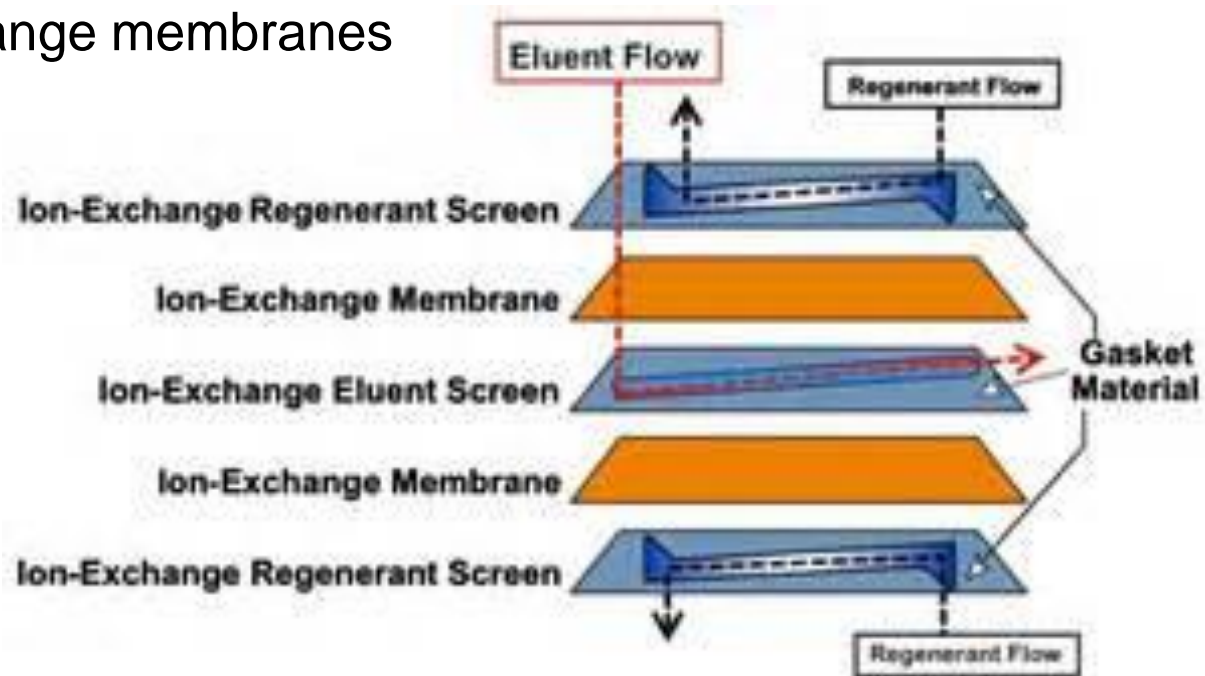 ange membranes
Eluent Flow
Regenerant Flow
Ion-Exchange Regenerant Screen
Ion-Exchange Membrane
Ion-Exchange Eluent Screen
Gasket
Material
Ion-Exchange Membrane
Ion-Exchange Regenerant Screen
Regenerant Flow